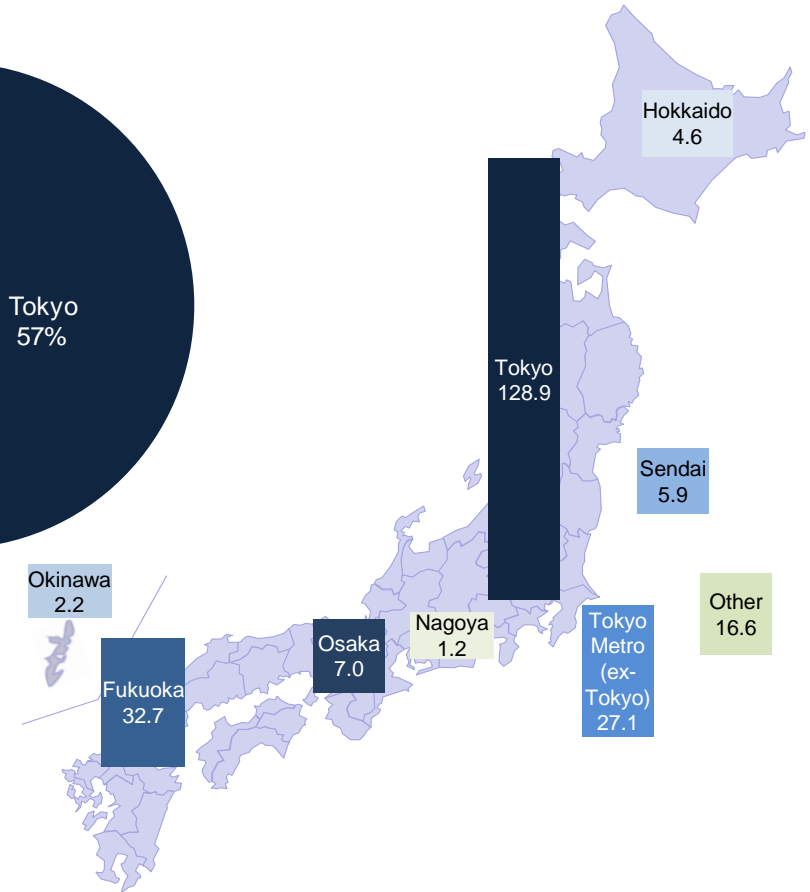 Hokkaido
4.6
Tokyo
57%
Tokyo
128.9
Sendai
5.9
Okinawa
2.2
Other
16.6
Nagoya
1.2
Tokyo
Metro
(ex-
Tokyo)
27.1
Osaka
7.0
Fukuoka
32.7